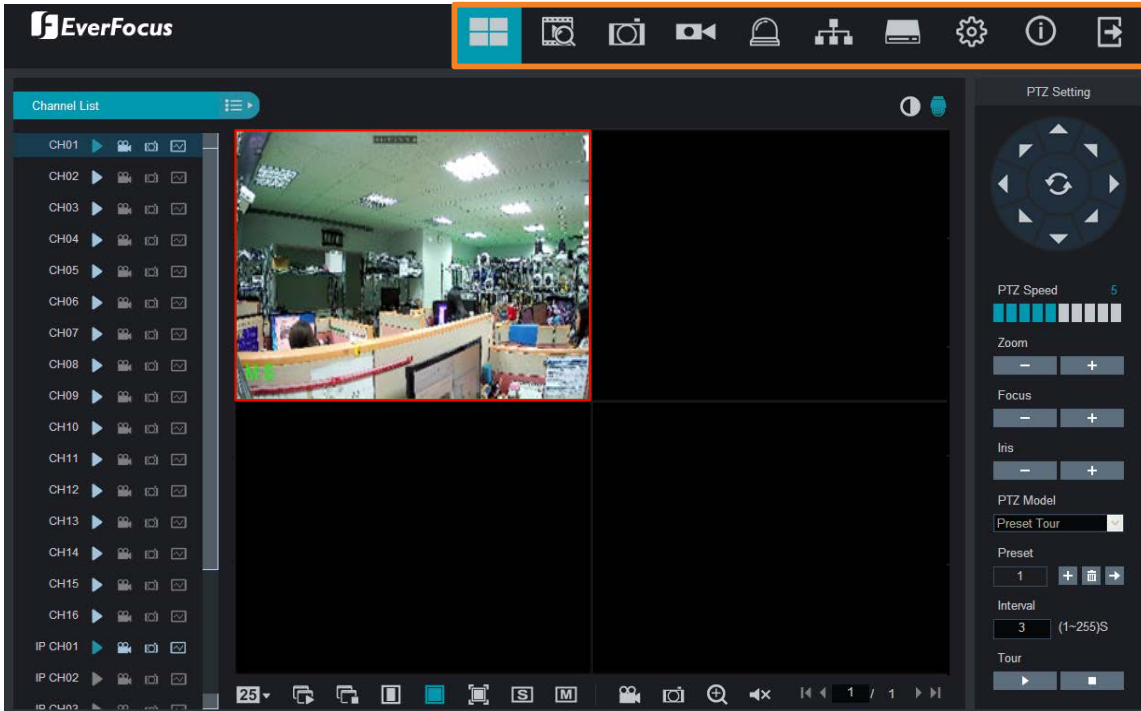 EverFocus
Channel List
CH01
CH02
CH03
CH04
CH05
CH06
CH07
CH08
CH09
CH10
CH11
CH12
CH13
CH14
CH15
CH16
IP CH01
IP CH02
IP CH03
M S
25
S
M
1 / 1
PTZ Setting
PTZ Speed 5
Zoom
Focus
Iris
PTZ Model
Preset Tour
Preset
1
Interval
3 (1~255)S
Tour